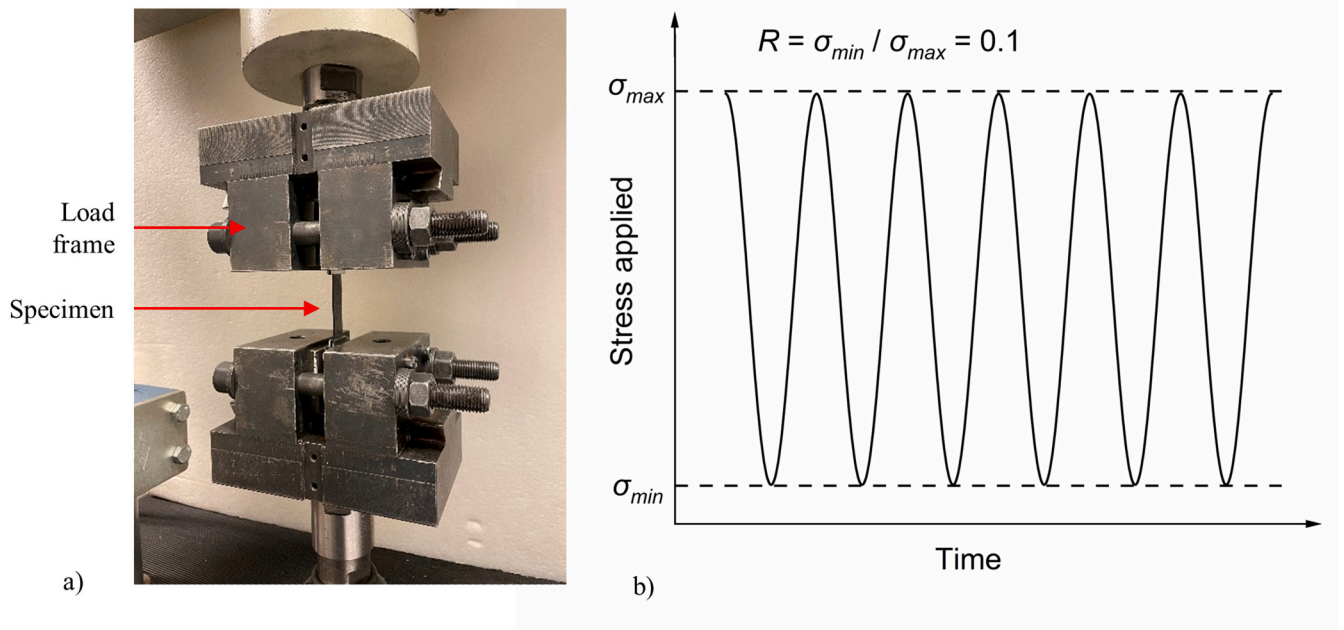 Load
frame
Specimen
a)
R = σmin / σmax = 0.1
σmax
Stress applied
σmin
Time
b)